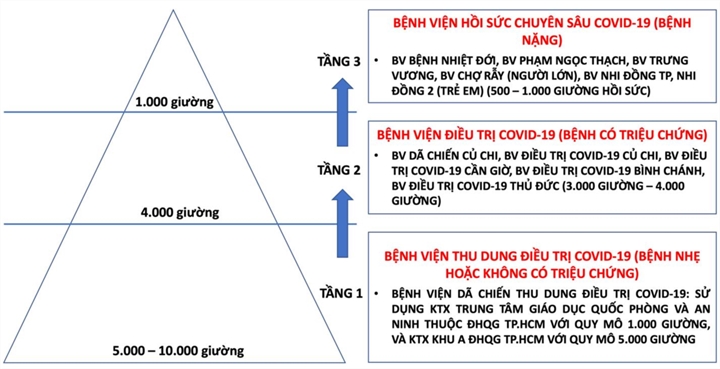 BỆNH VIỆN HỒI SỨC CHUYÊN SÂU COVID-19 (BỆNH
NẶNG)
TẦNG 3
• BV BỆNH NHIỆT ĐỚI, BV PHẠM NGỌC THẠCH, BV TRƯNG
VƯƠNG, BV CHỢ RẪY (NGƯỜI LỚN), BV NHI ĐỒNG TP, NHI
ĐỒNG 2 (TRẺ EM) (500 – 1.000 GIƯỜNG HỒI SỨC)
1.000 giường
BỆNH VIỆN ĐIỀU TRỊ COVID-19 (BỆNH CÓ TRIỆU CHỨNG)
TẦNG 2
• BV DÃ CHIẾN CỦ CHI, BV ĐIỀU TRỊ COVID-19 CỦ CHI, BV ĐIỀU
TRỊ COVID-19 CẦN GIỜ, BV ĐIỀU TRỊ COVID-19 BÌNH CHÁNH,
BV ĐIỀU TRỊ COVID-19 THỦ ĐỨC (3.000 GIƯỜNG – 4.000
GIƯỜNG)
4.000 giường
BỆNH VIỆN THU DUNG ĐIỀU TRỊ COVID-19 (BỆNH NHẸ
HOẶC KHÔNG CÓ TRIỆU CHỨNG)
TẦNG 1
• BỆNH VIỆN DÃ CHIẾN THU DUNG ĐIỀU TRỊ COVID-19: SỬ
DỤNG KTX TRUNG TÂM GIÁO DỤC QUỐC PHÒNG VÀ AN
NINH THUỘC ĐHQG TP.HCM VỚI QUY MÔ 1.000 GIƯỜNG,
VÀ KTX KHU A ĐHQG TP.HCM VỚI QUY MÔ 5.000 GIƯỜNG
5.000 – 10.000 giường